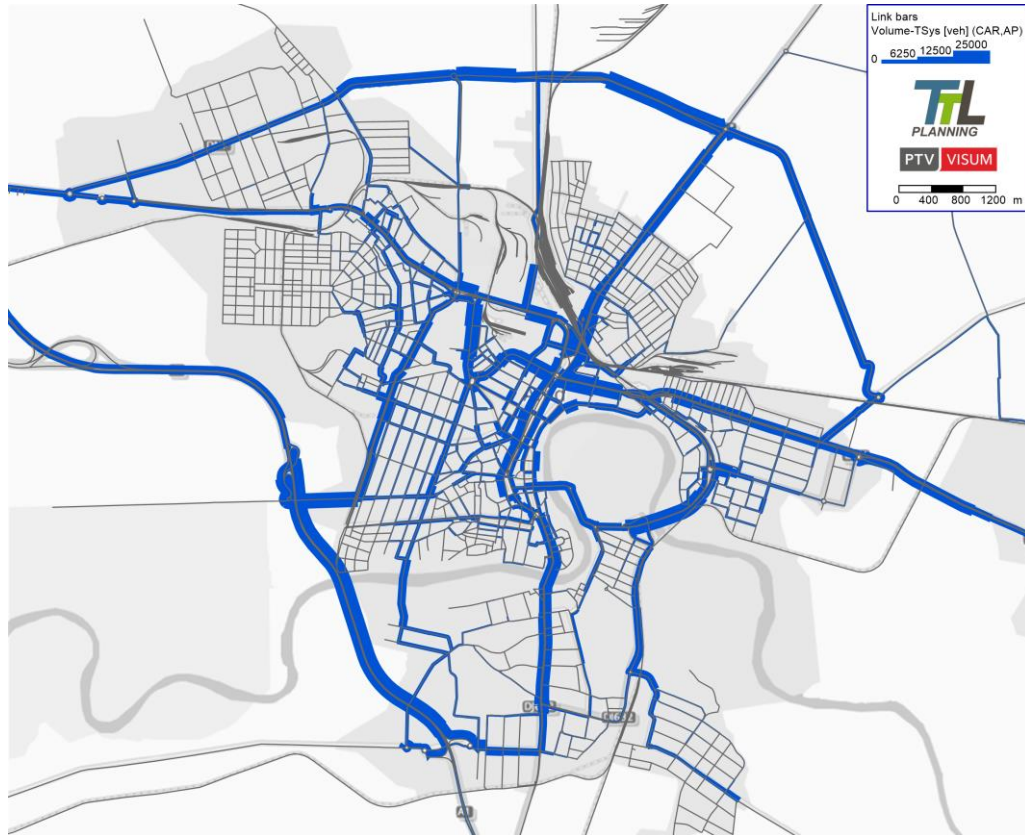 Link bars
Volume-TSys [veh] (CAR,AP)
0 6250 12500 25000
TTL
PLANNING
PTV VISUM
0 400 800 1200 m
A1